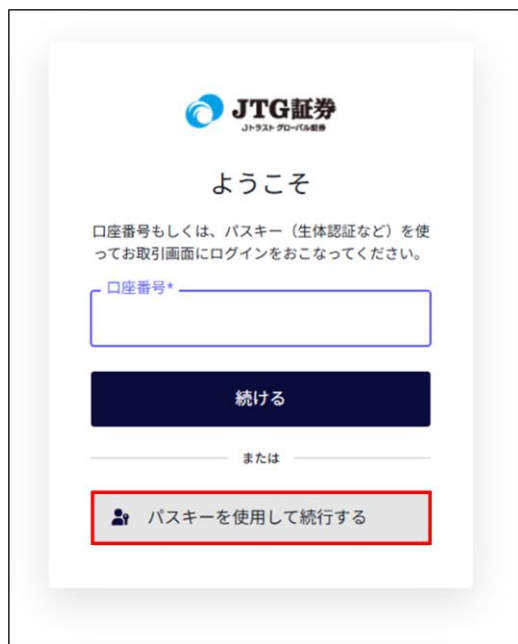 JTG証券
Jトラスト グローバル証券
ようこそ
口座番号もしくは、パスキー（生体認証など）を使
ってお取引画面にログインをおこなってください。
口座番号*
続ける
または
パスキーを使用して続行する